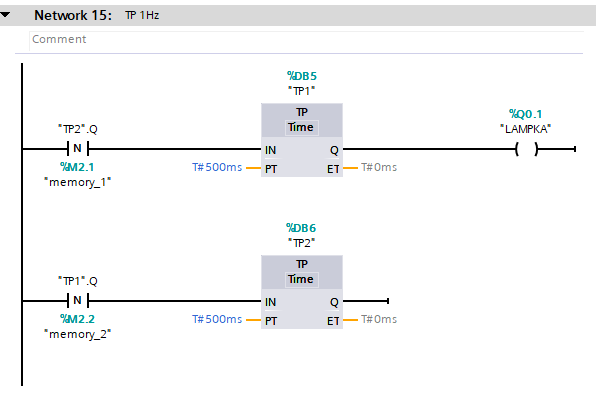 Network 15: TP 1Hz
Comment
%DB5
"TP1"
TP
Time
"TP2".Q
N
%M2.1
"memory_1"
IN
Q
T#500ms
PT
ET
T#0ms
%Q0.1
"LAMPKA"
%DB6
"TP2"
TP
Time
"TP1".Q
N
%M2.2
"memory_2"
IN
Q
T#500ms
PT
ET
T#0ms